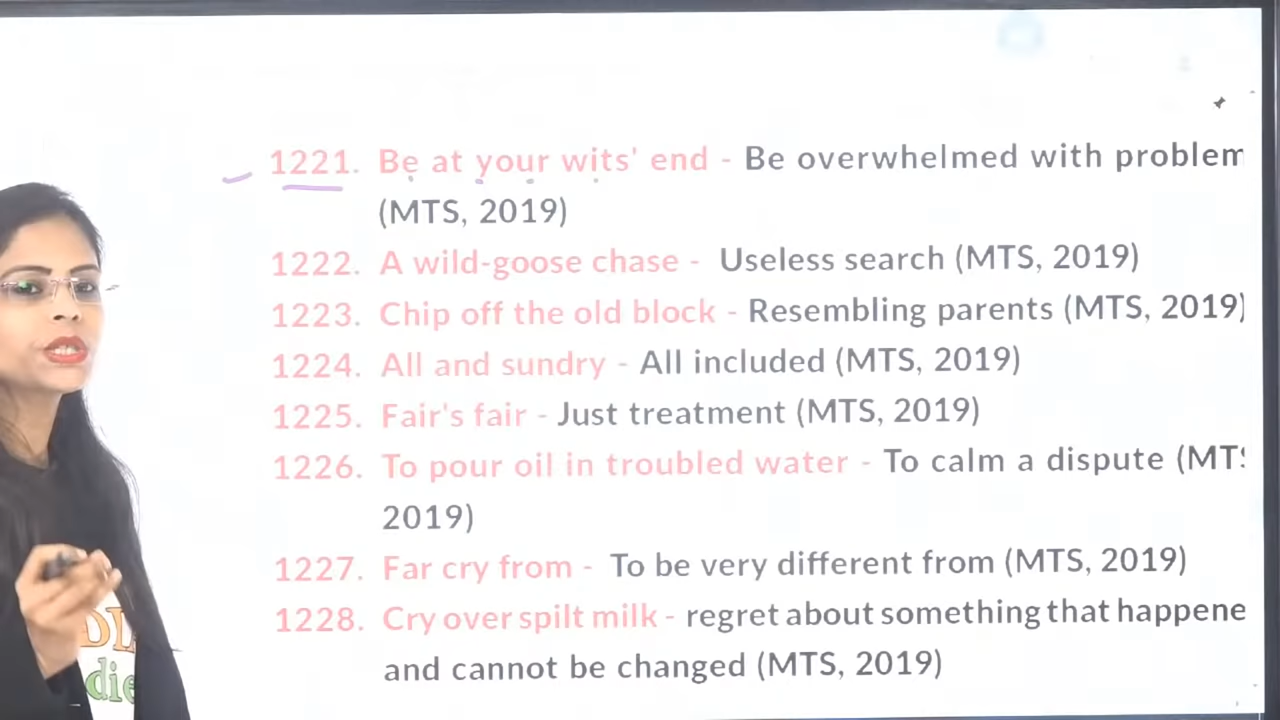 1221. Be at your wits' end - Be overwhelmed with problem
(MTS, 2019)
1222. A wild-goose chase - Useless search (MTS, 2019)
1223. Chip off the old block - Resembling parents (MTS, 2019)
1224. All and sundry - All included (MTS, 2019)
1225. Fair's fair - Just treatment (MTS, 2019)
1226. To pour oil in troubled water - To calm a dispute (MTS
2019)
1227. Far cry from - To be very different from (MTS, 2019)
1228. Cry over spilt milk - regret about something that happene
and cannot be changed (MTS, 2019)